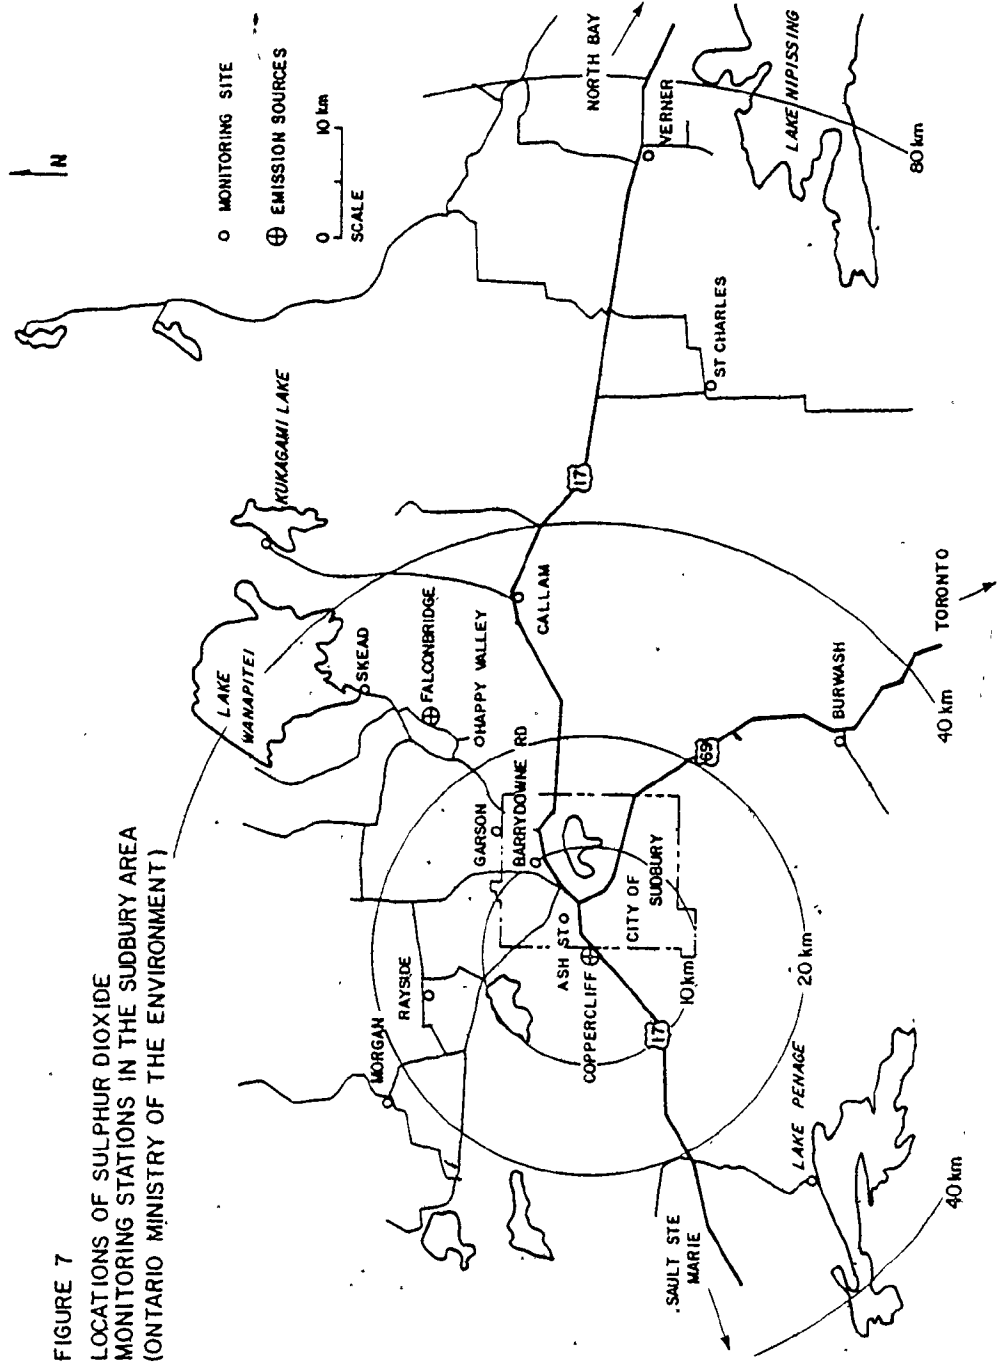 FIGURE 7
LOCATIONS OF SULPHUR DIOXIDE
MONITORING STATIONS IN THE SUDBURY AREA
(ONTARIO MINISTRY OF THE ENVIRONMENT)
N
MONITORING SITE
EMISSION SOURCES
0 10 km
SCALE
KUKAGAMI LAKE
LAKE
WANAPITEI
SKEAD
FALCONBRIDGE
HAPPY VALLEY
MORGAN
RAYSIDE
GARSON
BARRYDOWNE RD
ASH ST
COPPERCLIFF
CITY OF
SUDBURY
CALLAM
17
NORTH BAY
VERNER
ST CHARLES
LAKE NIPISSING
80 km
17
10 km
20 km
69
BURWASH
40 km
TORONTO
SAULT STE
MARIE
LAKE PENAGE
40 km